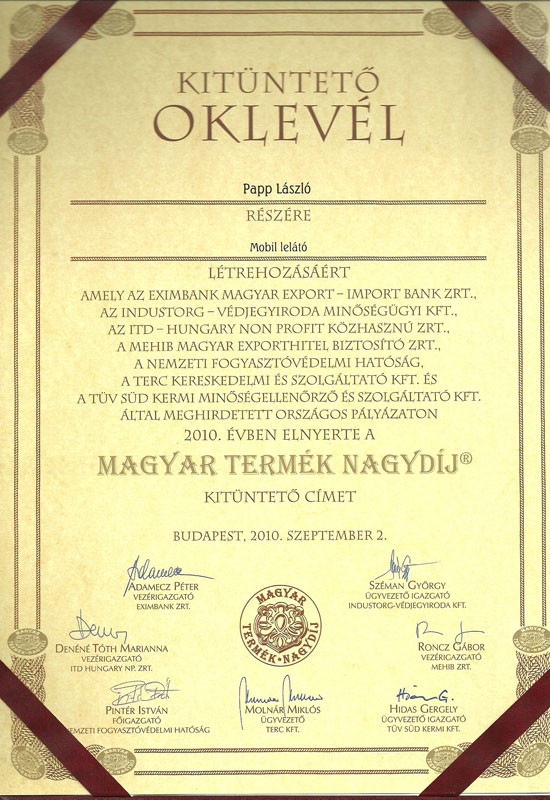 KITÜNTETŐ
OKLEVÉL
Papp László
RÉSZÉRE
Mobil lelátó
LÉTREHOZÁSÁÉRT
AMELY AZ EXIMBANK MAGYAR EXPORT – IMPORT BANK ZRT.,
AZ INDUSTORG – VÉDJEGYIRODA MINŐSÉGÜGYI KFT.,
AZ ITD – HUNGARY NON PROFIT KÖZHASZNÚ ZRT.,
A MEHIB MAGYAR EXPORTHITEL BIZTOSÍTÓ ZRT.,
A NEMZETI FOGYASZTÓVÉDELMI HATÓSÁG,
A TERC KERESKEDELMI ÉS SZOLGÁLTATÓ KFT. ÉS
A TÜV SÜD KERMI MINŐSÉGELLENŐRZŐ ÉS SZOLGÁLTATÓ KFT.
ÁLTAL MEGHIRDETETT ORSZÁGOS PÁLYÁZATON
2010. ÉVBEN ELNYERTE A
MAGYAR TERMÉK NAGYDÍJ®
KITÜNTETŐ CÍMET
BUDAPEST, 2010. SZEPTEMBER 2.
ADAMECZ PÉTER
VEZÉRIGAZGATÓ
EXIMBANK ZRT.
SZÉMAN GYÖRGY
ÜGYVEZETŐ IGAZGATÓ
INDUSTORG-VÉDJEGYIRODA KFT.
MAGYAR
TERMÉK•NAGYDÍJ
DENÉNÉ TÓTH MARIANNA
VEZÉRIGAZGATÓ
ITD HUNGARY NP. ZRT.
RONCZ GÁBOR
VEZÉRIGAZGATÓ
MEHIB ZRT.
PINTÉR ISTVÁN
FŐIGAZGATÓ
NEMZETI FOGYASZTÓVÉDELMI HATÓSÁG
MOLNÁR MIKLÓS
ÜGYVEZETŐ
TERC KFT.
HIDAS GERGELY
ÜGYVEZETŐ IGAZGATÓ
TÜV SÜD KERMI KFT.